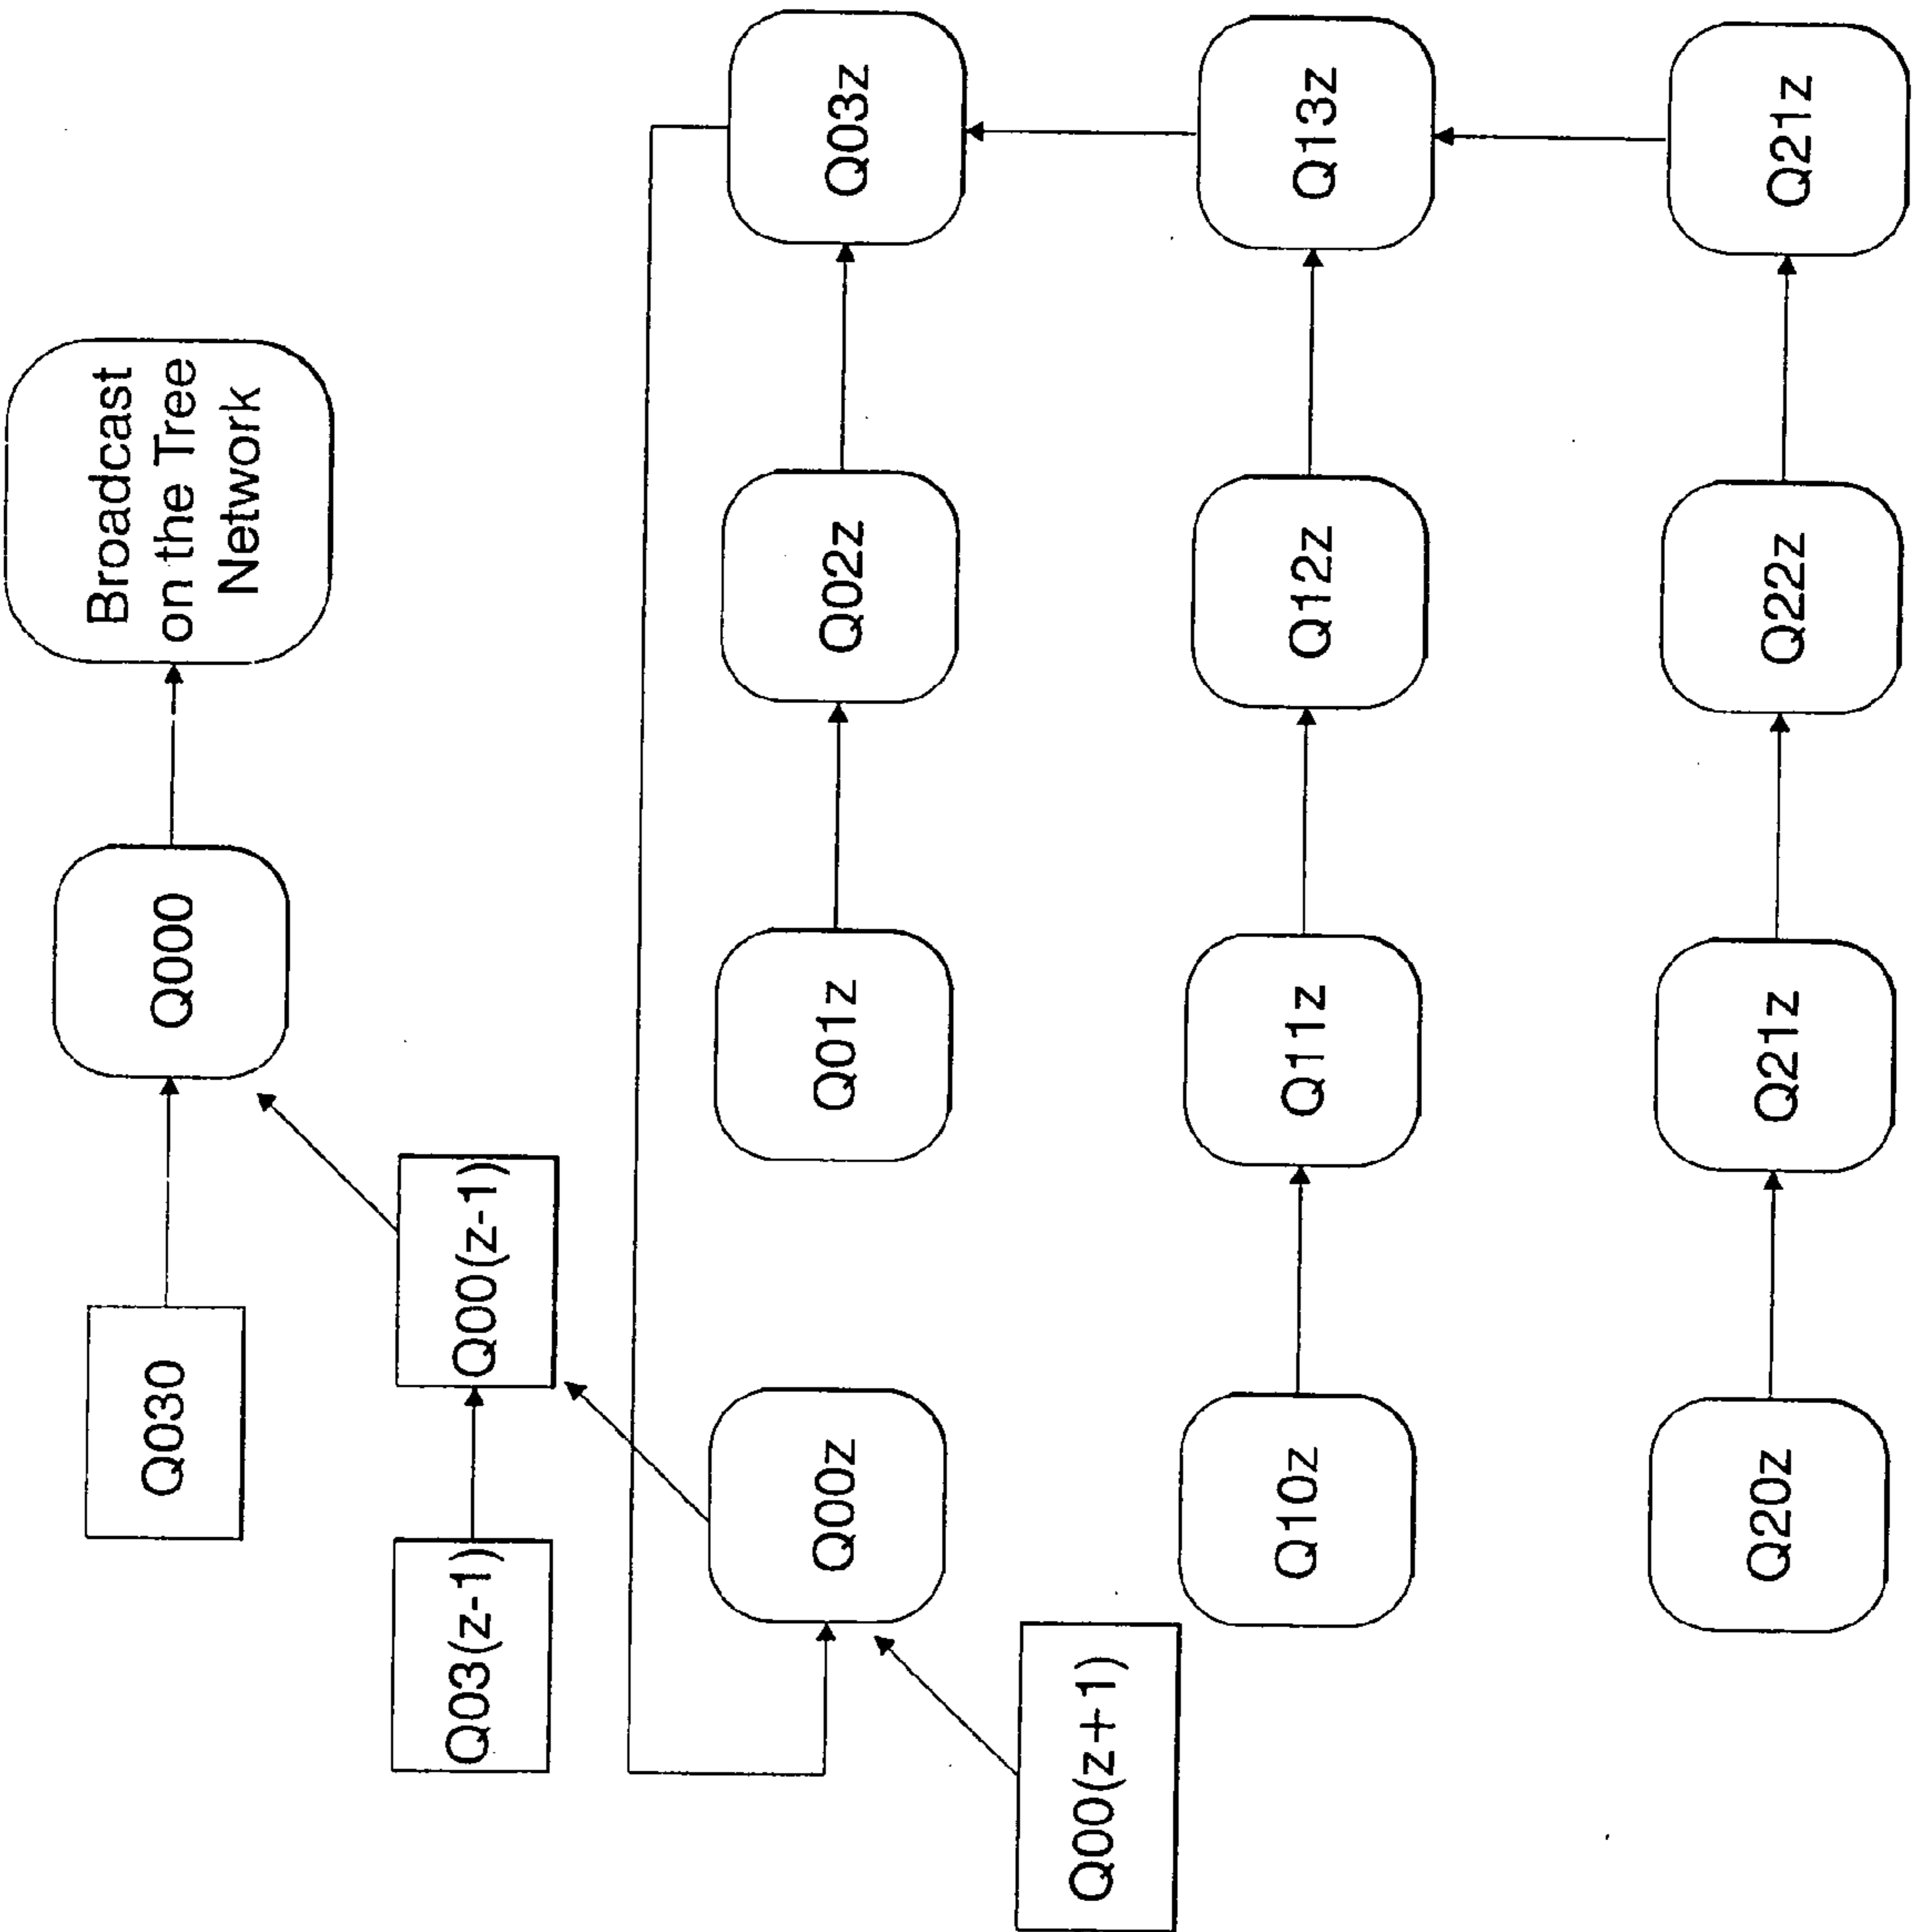 Q030
Q000
Broadcast
on the Tree
Network
Q03(z-1)
Q00(z-1)
Q00z
Q01z
Q02z
Q03z
Q00(z+1)
Q10z
Q11z
Q12z
Q13z
Q20z
Q21z
Q22z
Q21z